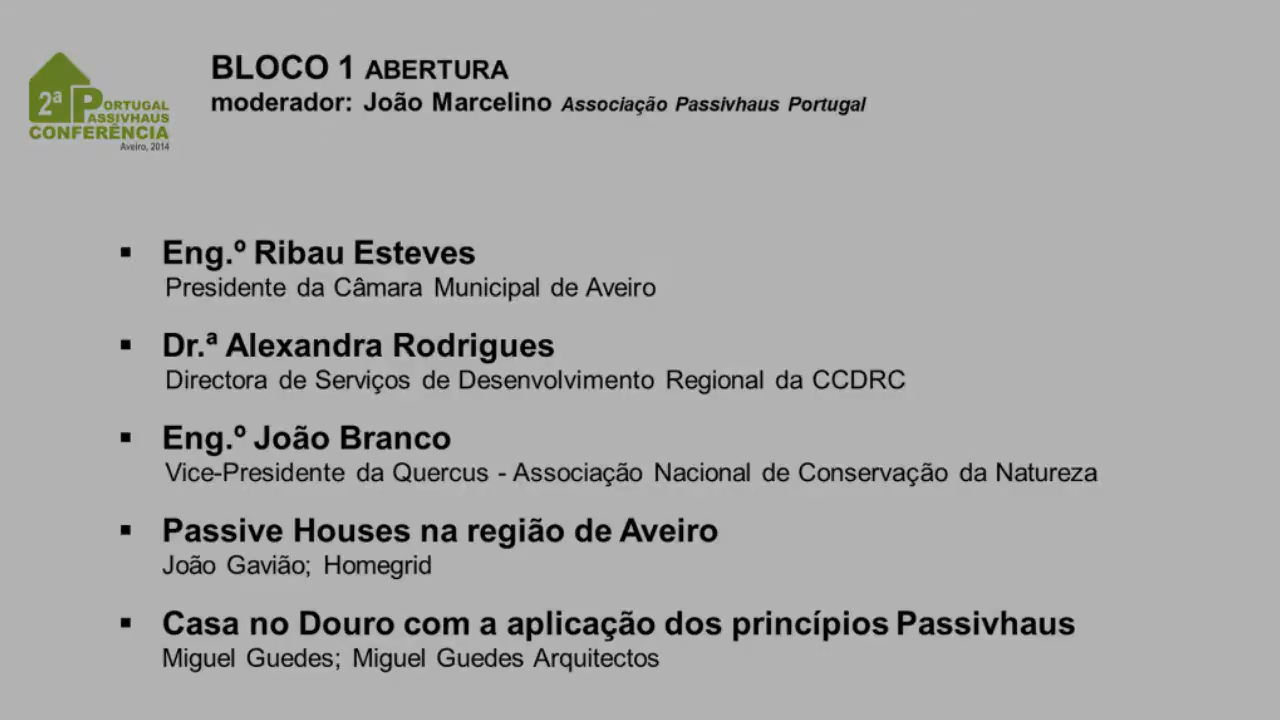 2ª PORTUGAL
PASSIVHAUS
CONFERÊNCIA
Aveiro, 2014
BLOCO 1 ABERTURA
moderador: João Marcelino Associação Passivhaus Portugal
▪ Eng.º Ribau Esteves
Presidente da Câmara Municipal de Aveiro
▪ Dr.ª Alexandra Rodrigues
Directora de Serviços de Desenvolvimento Regional da CCDRC
▪ Eng.º João Branco
Vice-Presidente da Quercus - Associação Nacional de Conservação da Natureza
▪ Passive Houses na região de Aveiro
João Gavião; Homegrid
▪ Casa no Douro com a aplicação dos princípios Passivhaus
Miguel Guedes; Miguel Guedes Arquitectos